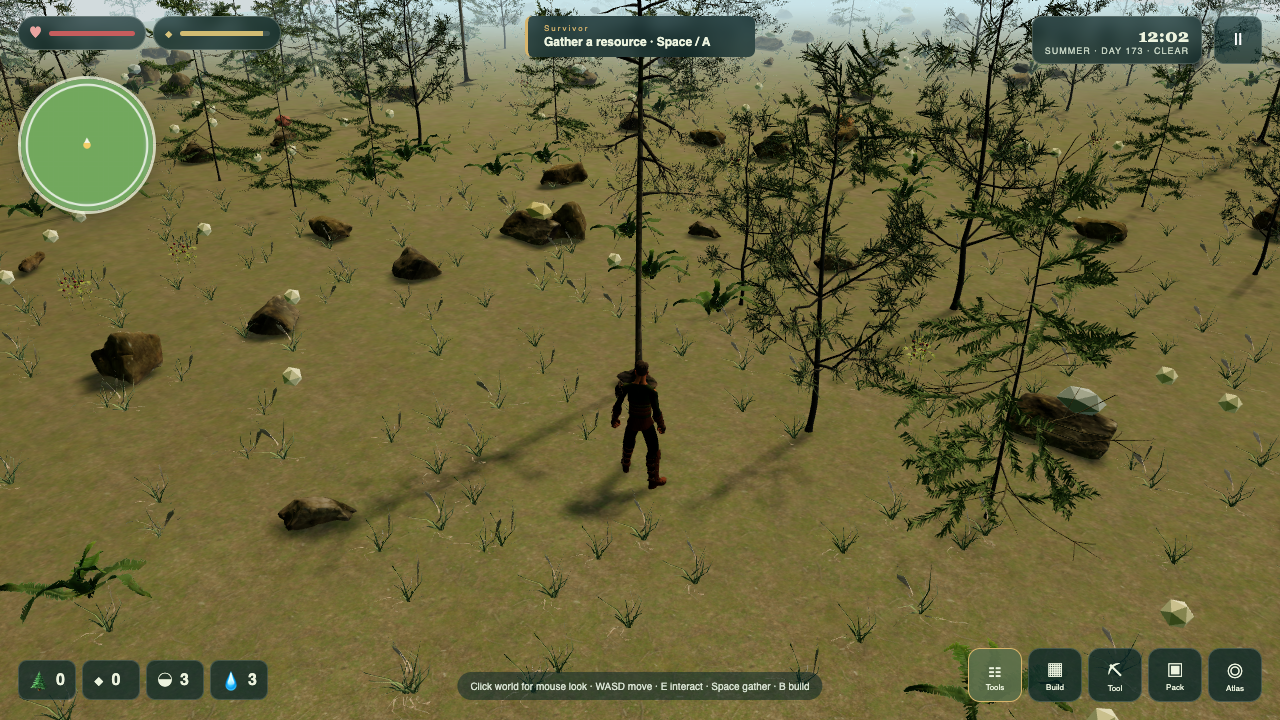 Survivor
Gather a resource · Space / A
12:02
SUMMER · DAY 173 · CLEAR
0
0
3
3
Click world for mouse look · WASD move · E interact · Space gather · B build
Tools
Build
Tool
Pack
Atlas